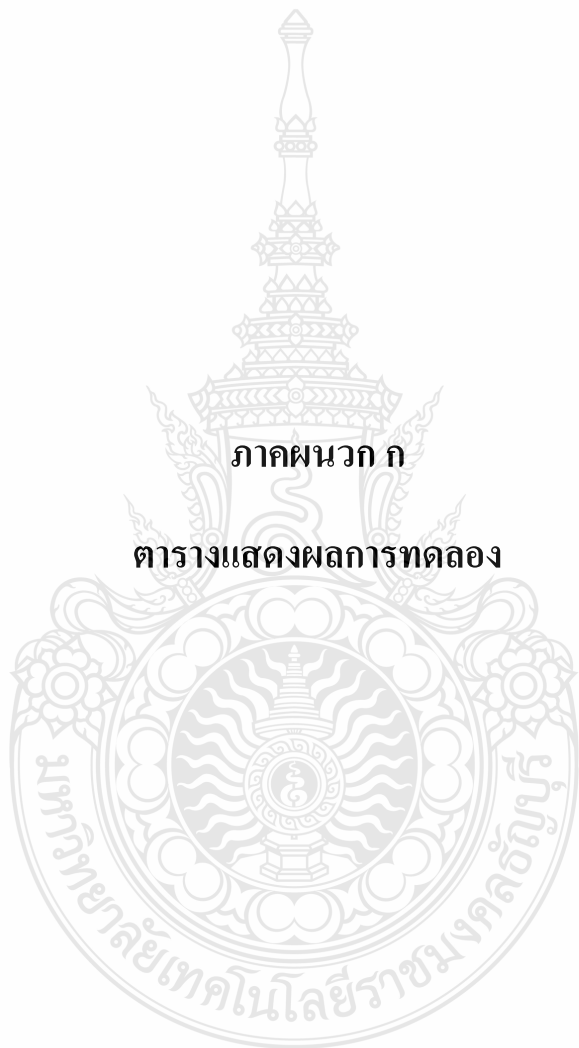 ภาคผนวก ก
ตารางแสดงผลการทดลอง
มหาวิทยาลัยเทคโนโลยีราชมงคลธัญบุรี